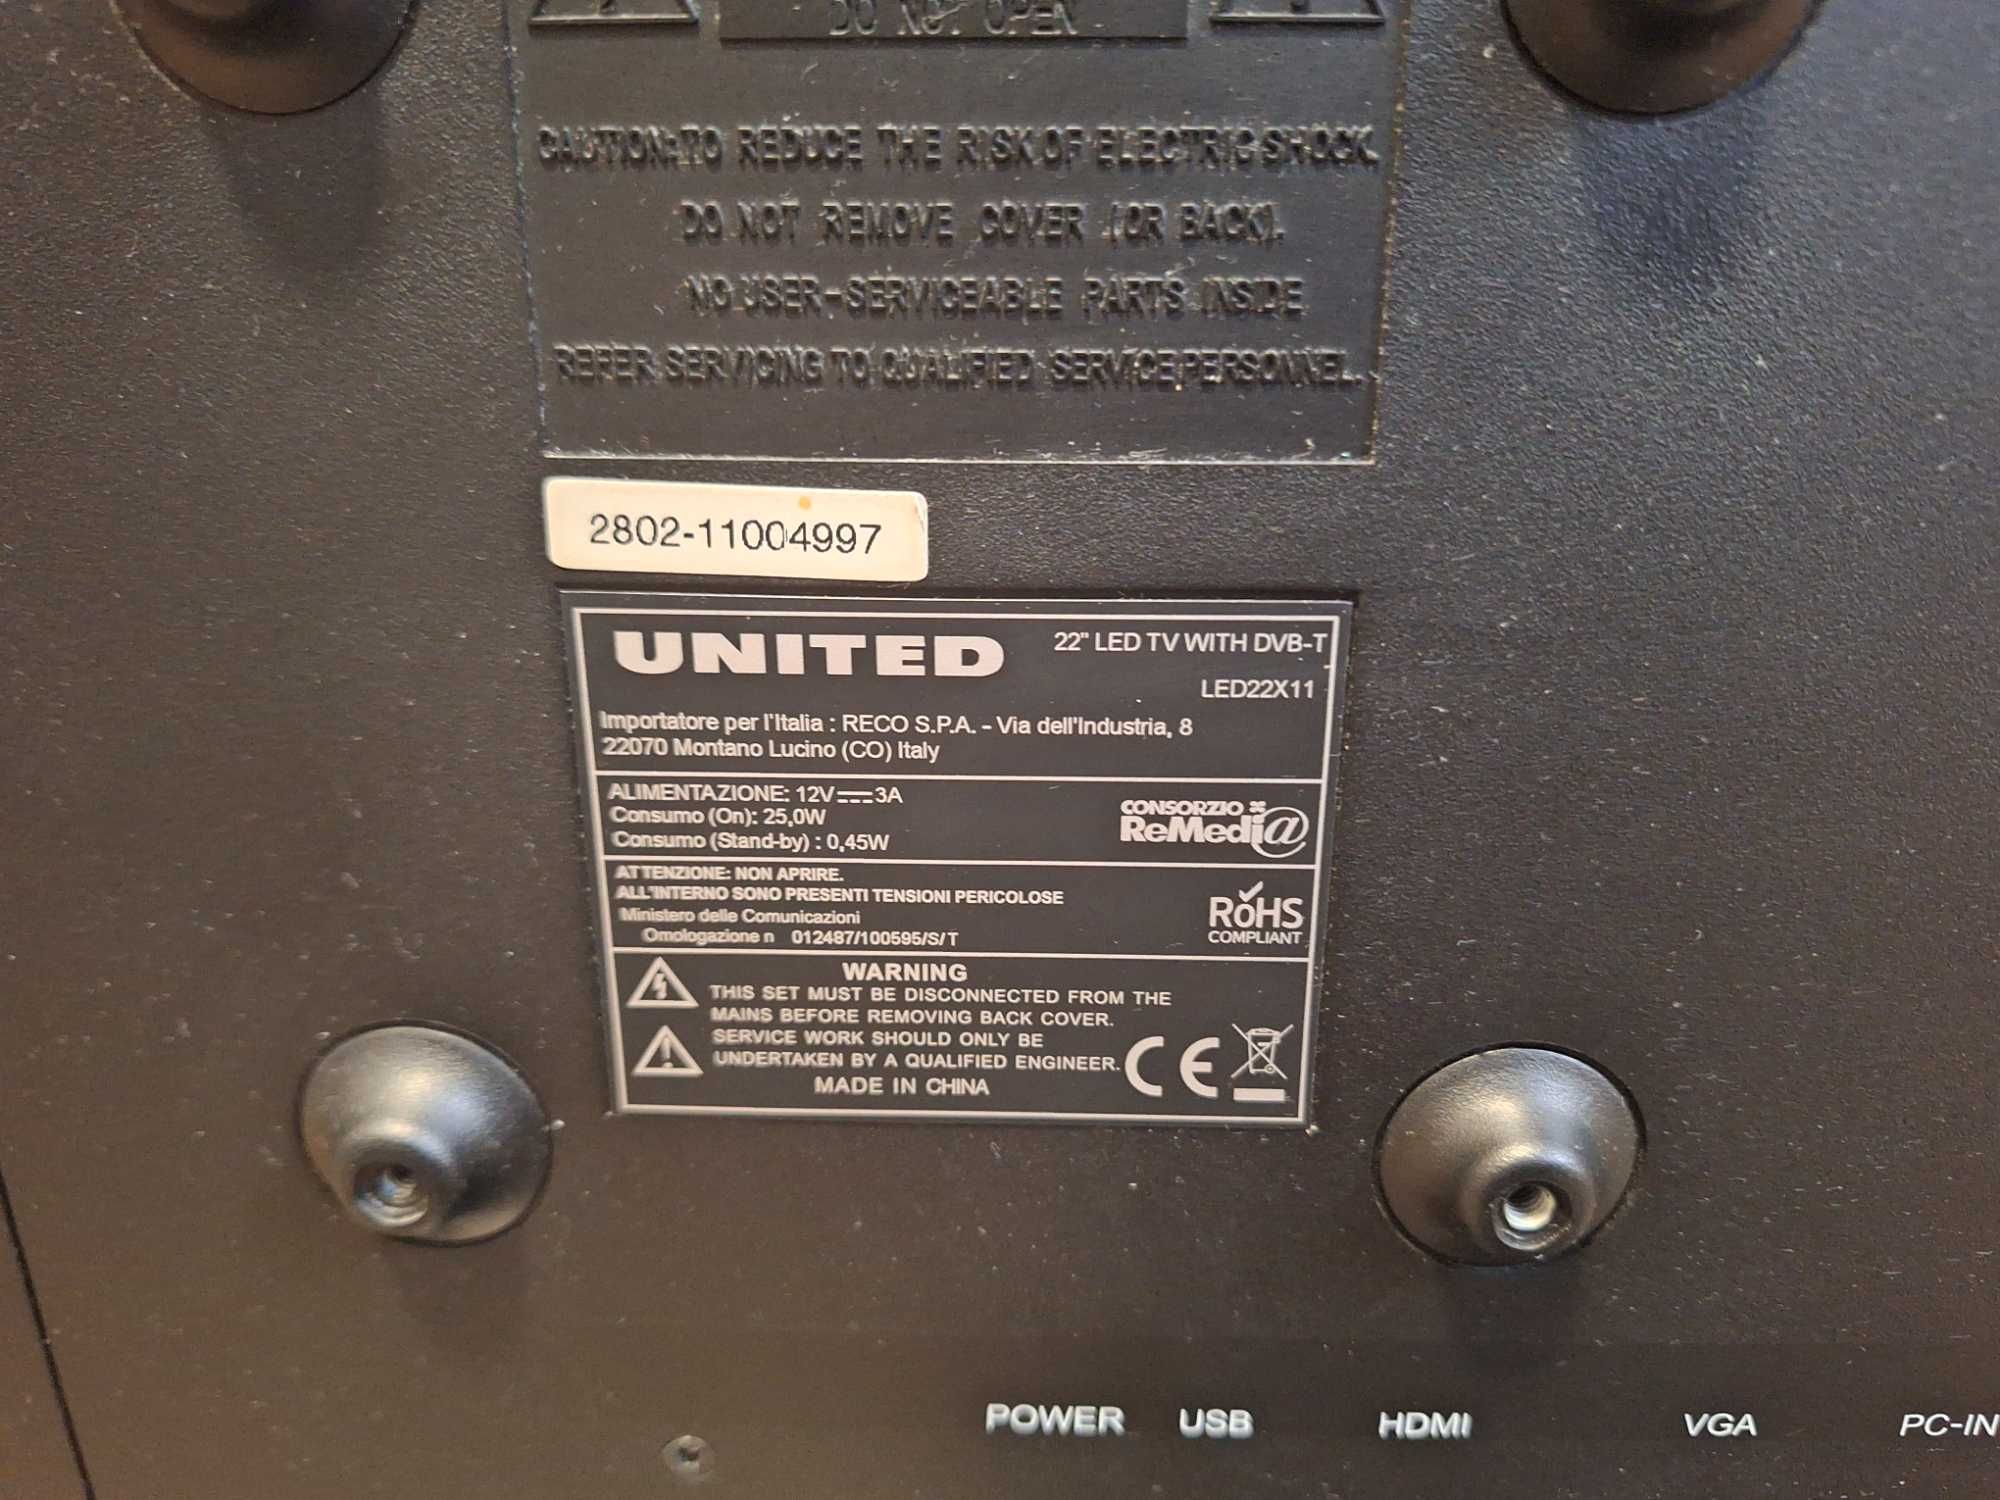 DO NOT OPEN
CAUTION:TO REDUCE THE RISK OF ELECTRIC SHOCK.
DO NOT REMOVE COVER (OR BACK).
NO USER-SERVICEABLE PARTS INSIDE
REFER SERVICING TO QUALIFIED SERVICE PERSONNEL.
2802-11004997
UNITED
22" LED TV WITH DVB-T
LED22X11
Importatore per l'Italia : RECO S.P.A. - Via dell'Industria, 8
22070 Montano Lucino (CO) Italy
ALIMENTAZIONE: 12V⎓3A
Consumo (On): 25,0W
Consumo (Stand-by) : 0,45W
CONSORZIO
ReMedi@
ATTENZIONE: NON APRIRE.
ALL'INTERNO SONO PRESENTI TENSIONI PERICOLOSE
Ministero delle Comunicazioni
Omologazione n 012487/100595/S/T
RoHS
COMPLIANT
WARNING
THIS SET MUST BE DISCONNECTED FROM THE
MAINS BEFORE REMOVING BACK COVER.
SERVICE WORK SHOULD ONLY BE
UNDERTAKEN BY A QUALIFIED ENGINEER.
MADE IN CHINA
CE
POWER USB HDMI VGA PC-IN